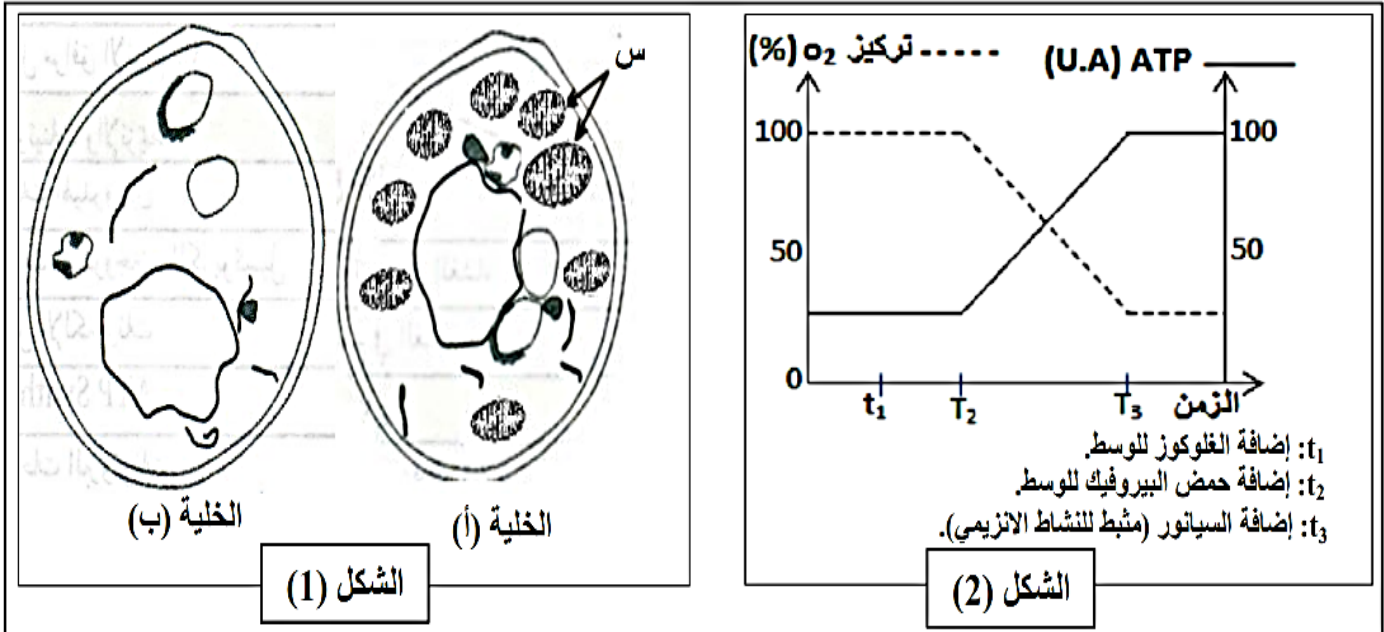 س
الخلية (أ)
الخلية (ب)
الشكل (1)
(%) o₂ تركيز -----
(U.A) ATP
100
50
0
100
50
t₁
T₂
T₃
الزمن
t₁: إضافة الغلوكوز للوسط.
t₂: إضافة حمض البيروفيك للوسط.
t₃: إضافة السيانور (مثبط للنشاط الانزيمي).
الشكل (2)